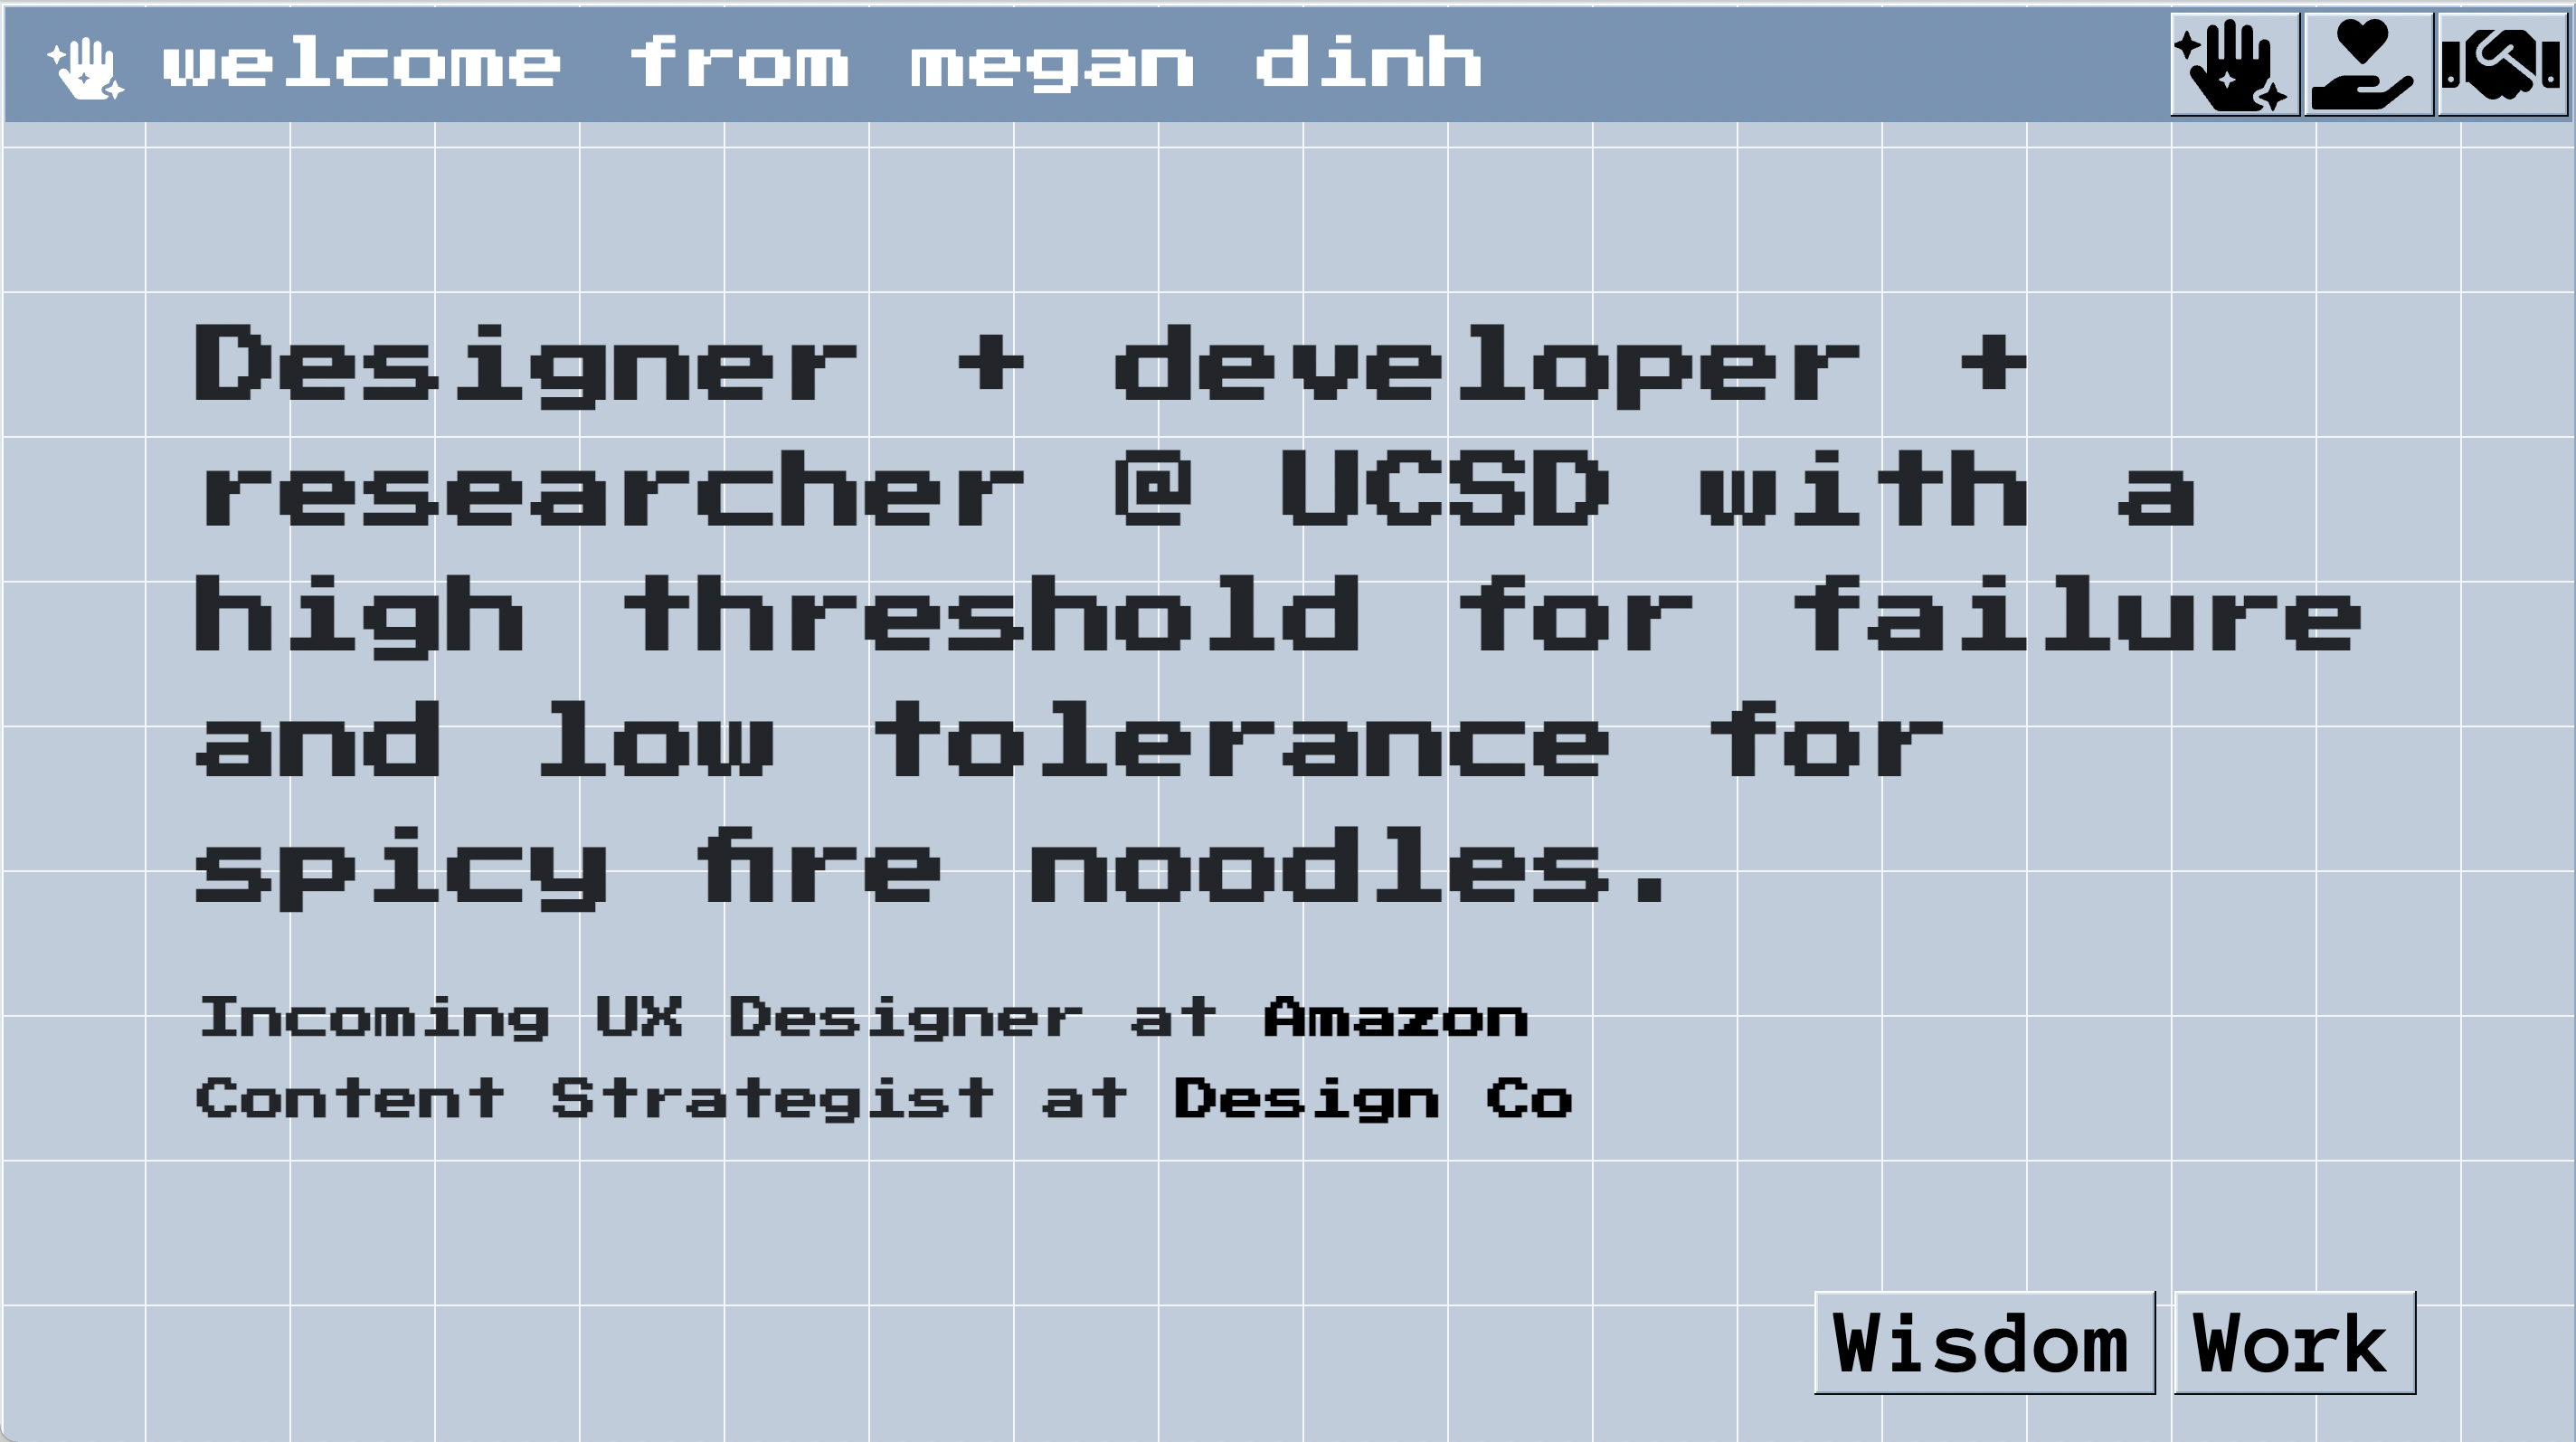 welcome from megan dinh
Designer + developer +
researcher @ UCSD with a
high threshold for failure
and low tolerance for
spicy fire noodles.
Incoming UX Designer at Amazon
Content Strategist at Design Co
Wisdom Work